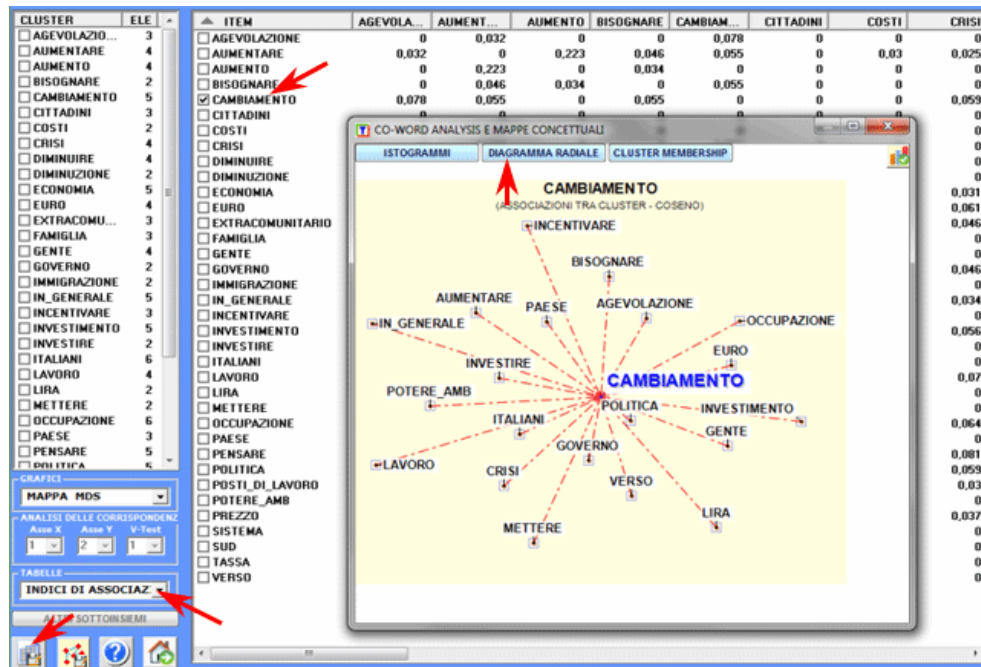 CLUSTER ELE
AGEVOLAZIO... 3
AUMENTARE 4
AUMENTO 4
BISOGNARE 2
CAMBIAMENTO 5
CITTADINI 3
COSTI 2
CRISI 4
DIMINUIRE 4
DIMINUZIONE 2
ECONOMIA 5
EURO 4
EXTRACOMU... 3
FAMIGLIA 3
GENTE 4
GOVERNO 2
IMMIGRAZIONE 2
IN_GENERALE 5
INCENTIVARE 3
INVESTIMENTO 5
INVESTIRE 2
ITALIANI 6
LAVORO 4
LIRA 2
METTERE 2
OCCUPAZIONE 6
PAESE 3
PENSARE 5
POLITICA 5
GRAFICI
MAPPA MDS
ANALISI DELLE CORRISPONDENZ
Asse X Asse Y V-Test
1 2 1
TABELLE
INDICI DI ASSOCIAZ
SOTTOINSIEMI
ITEM AGEVOLA... AUMENT... AUMENTO BISOGNARE CAMBIAM... CITTADINI COSTI CRISI
AGEVOLAZIONE 0 0,032 0 0 0,078 0 0 0
AUMENTARE 0,032 0 0,223 0,046 0,055 0 0,03 0,025
AUMENTO 0 0,223 0 0,034 0 0 0 0
BISOGNARE 0 0,046 0,034 0 0,055 0 0 0
CAMBIAMENTO 0,078 0,055 0 0,055 0 0 0 0,059
CITTADINI 0 0 0 0 0 0 0 0
COSTI
CRISI
DIMINUIRE
DIMINUZIONE
ECONOMIA 0,031
EURO 0,061
EXTRACOMUNITARIO 0,046
FAMIGLIA 0
GENTE 0
GOVERNO 0,046
IMMIGRAZIONE 0
IN_GENERALE 0,034
INCENTIVARE 0
INVESTIMENTO 0,056
INVESTIRE 0
ITALIANI 0
LAVORO 0,07
LIRA 0
METTERE 0
OCCUPAZIONE 0,064
PAESE 0
PENSARE 0,081
POLITICA 0,059
POSTI_DI_LAVORO 0,03
POTERE_AMB 0
PREZZO 0,037
SISTEMA 0
SUD 0
TASSA 0
VERSO 0
CO-WORD ANALYSIS E MAPPE CONCETTUALI
ISTOGRAMMI DIAGRAMMA RADIALE CLUSTER MEMBERSHIP
CAMBIAMENTO
(ASSOCIAZIONI TRA CLUSTER - COSENO)
INCENTIVARE
BISOGNARE
AUMENTARE
PAESE
AGEVOLAZIONE
IN_GENERALE
OCCUPAZIONE
EURO
INVESTIRE
CAMBIAMENTO
POTERE_AMB
POLITICA
INVESTIMENTO
ITALIANI
GENTE
GOVERNO
LAVORO
CRISI
VERSO
LIRA
METTERE